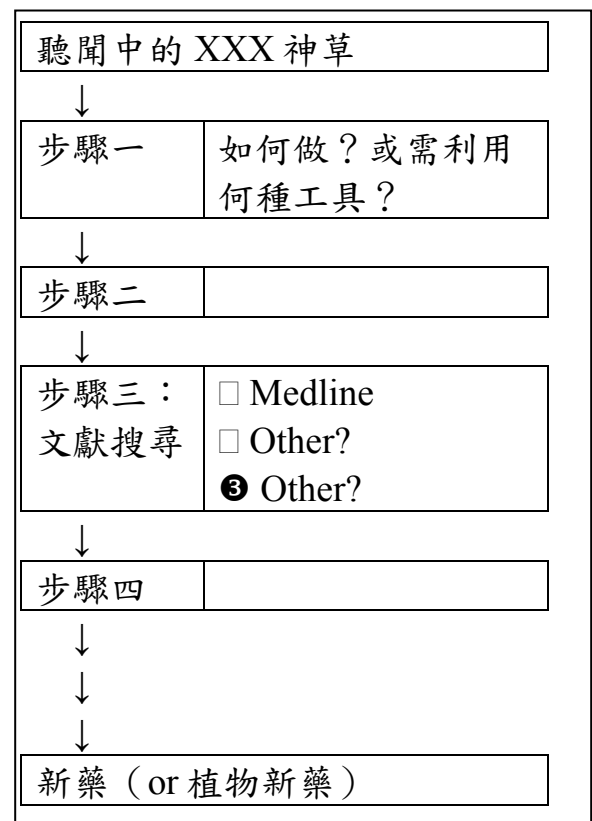 聽聞中的 XXX 神草
↓
步驟一 如何做？或需利用
何種工具？
↓
步驟二
↓
步驟三： □ Medline
文獻搜尋 □ Other?
❸ Other?
↓
步驟四
↓
↓
↓
新藥（or 植物新藥）